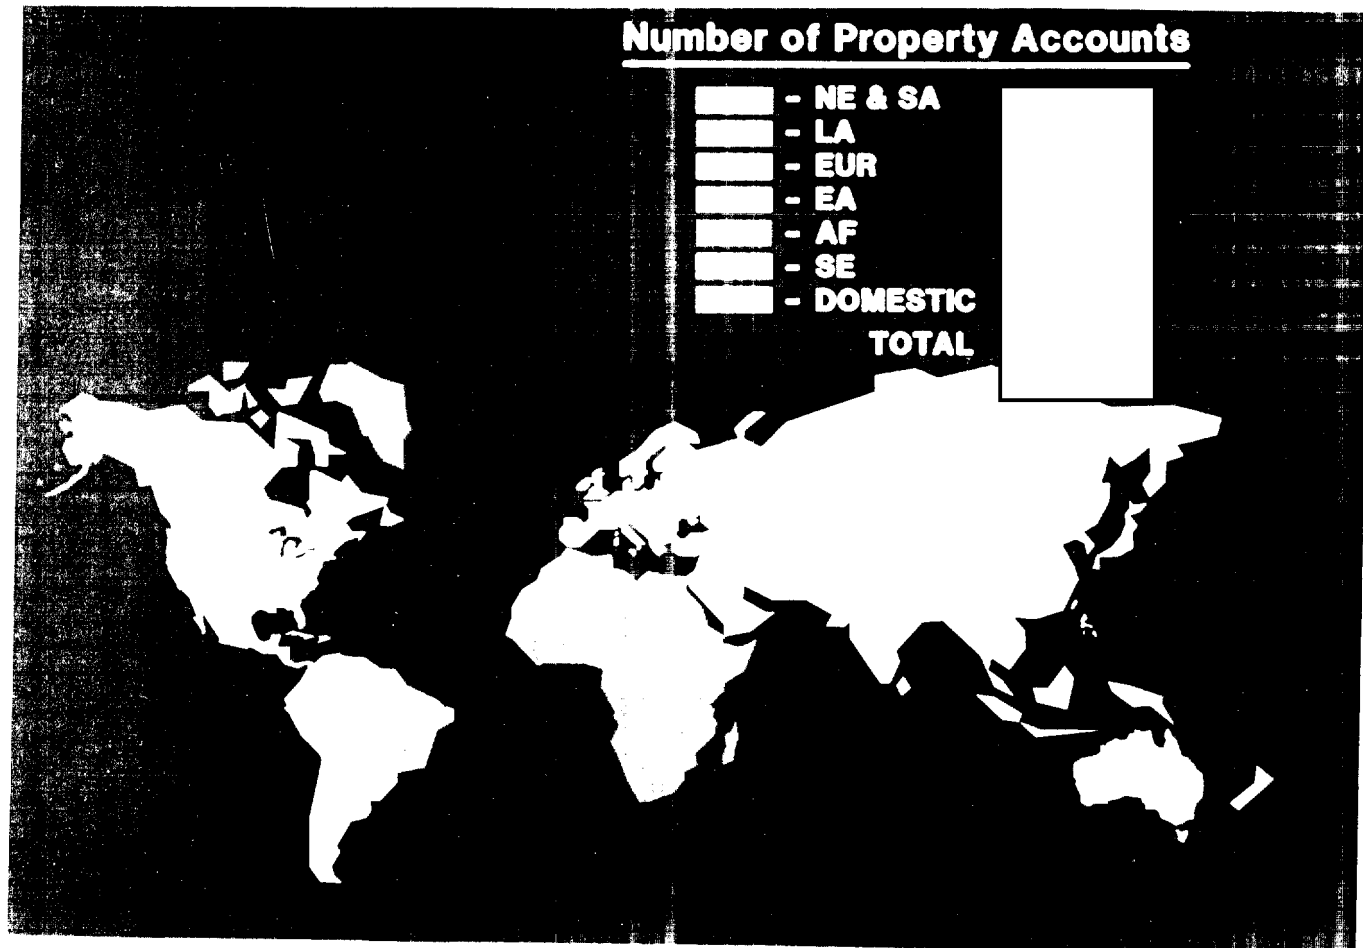 Number of Property Accounts
- NE & SA
- LA
- EUR
- EA
- AF
- SE
- DOMESTIC
TOTAL